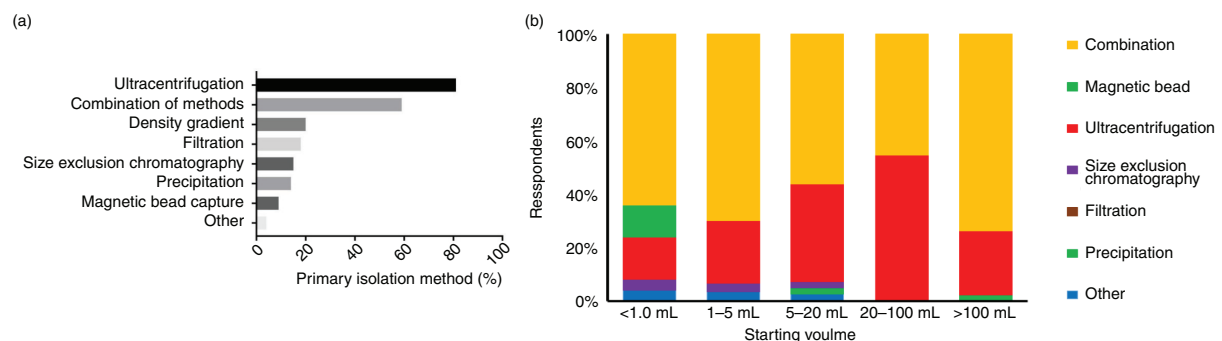 (a)
Ultracentrifugation
Combination of methods
Density gradient
Filtration
Size exclusion chromatography
Precipitation
Magnetic bead capture
Other
0
20
40
60
80
100
Primary isolation method (%)
(b)
100%
80%
60%
40%
20%
0%
Resspondents
<1.0 mL
1–5 mL
5–20 mL
20–100 mL
>100 mL
Starting voulme
Combination
Magnetic bead
Ultracentrifugation
Size exclusion
chromatography
Filtration
Precipitation
Other